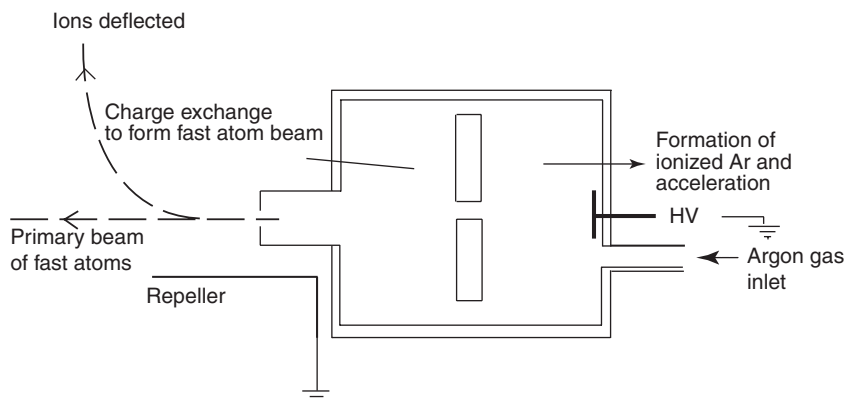 Ions deflected
Charge exchange
to form fast atom beam
Formation of
ionized Ar and
acceleration
HV
Primary beam
of fast atoms
Argon gas
inlet
Repeller